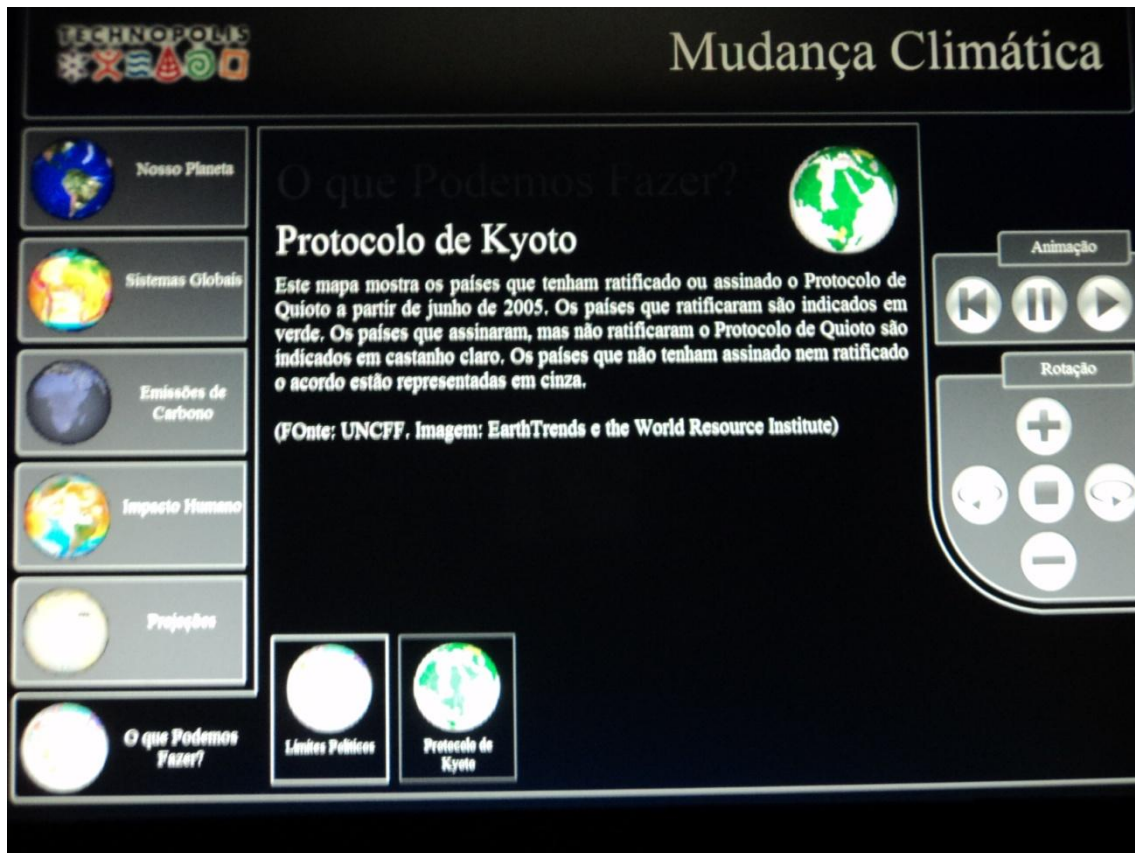 TECHNOPOLIS
Mudança Climática
Nosso Planeta
Sistemas Globais
Emissões de
Carbono
Impacto Humano
Projeções
O que Podemos
Fazer?
O que Podemos Fazer?
Protocolo de Kyoto
Este mapa mostra os países que tenham ratificado ou assinado o Protocolo de
Quioto a partir de junho de 2005. Os países que ratificaram são indicados em
verde. Os países que assinaram, mas não ratificaram o Protocolo de Quioto são
indicados em castanho claro. Os países que não tenham assinado nem ratificado
o acordo estão representadas em cinza.
(FOnte: UNCFF, Imagem: EarthTrends e the World Resource Institute)
Limites Políticos
Protocolo de
Kyoto
Animação
Rotação